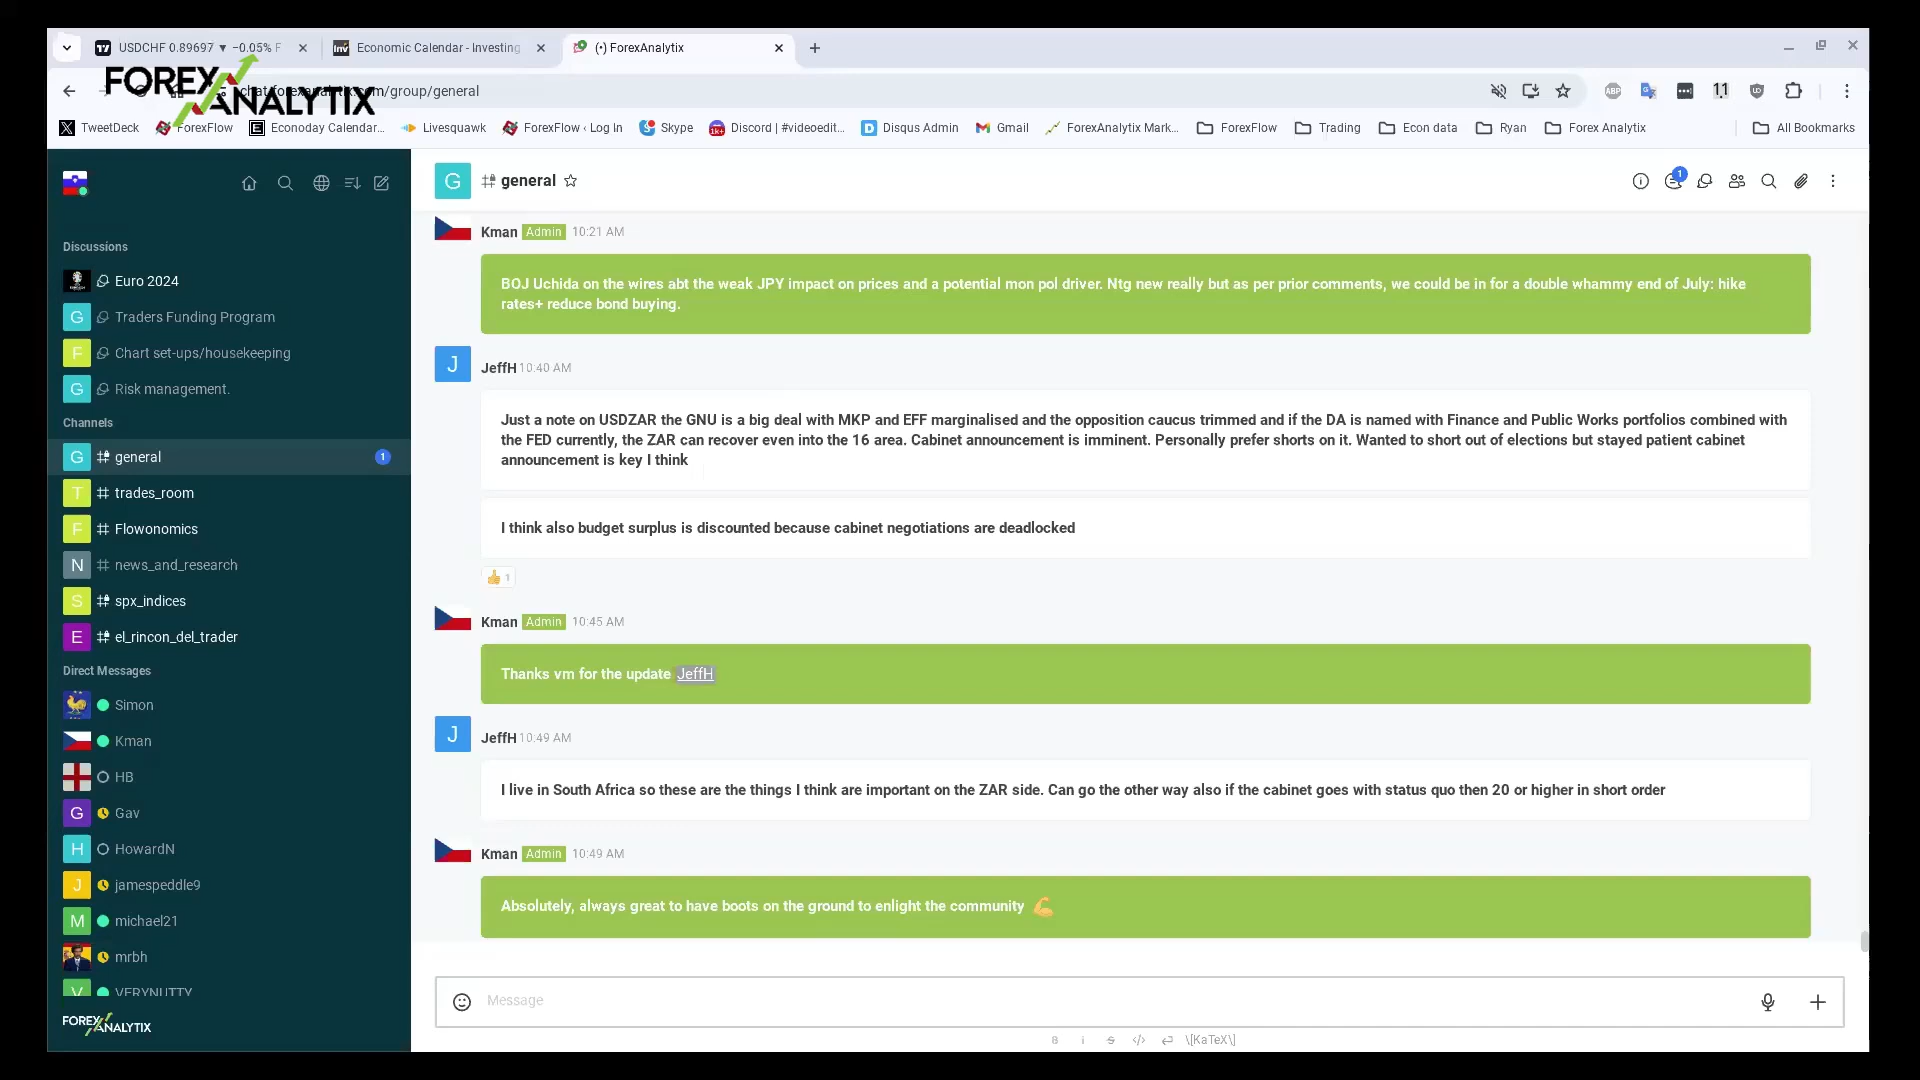 USDCHF 0.89697 ▼ −0.05% F
Economic Calendar - Investing
(•) ForexAnalytix
FOREX ANALYTIX
chat.forexanalytix.com/group/general
TweetDeck
ForexFlow
Econoday Calendar...
Livesquawk
ForexFlow ‹ Log In
Skype
Discord | #videoedit...
Disqus Admin
Gmail
ForexAnalytix Mark...
ForexFlow
Trading
Econ data
Ryan
Forex Analytix
All Bookmarks
Discussions
Euro 2024
G Traders Funding Program
F Chart set-ups/housekeeping
G Risk management.
Channels
G general 1
T trades_room
F Flowonomics
N news_and_research
S spx_indices
E el_rincon_del_trader
Direct Messages
Simon
Kman
HB
G Gav
H HowardN
J jamespeddle9
M michael21
mrbh
V VERYNUTTY
FOREX ANALYTIX
G general
1
Kman Admin 10:21 AM
BOJ Uchida on the wires abt the weak JPY impact on prices and a potential mon pol driver. Ntg new really but as per prior comments, we could be in for a double whammy end of July: hike
rates+ reduce bond buying.
J JeffH 10:40 AM
Just a note on USDZAR the GNU is a big deal with MKP and EFF marginalised and the opposition caucus trimmed and if the DA is named with Finance and Public Works portfolios combined with
the FED currently, the ZAR can recover even into the 16 area. Cabinet announcement is imminent. Personally prefer shorts on it. Wanted to short out of elections but stayed patient cabinet
announcement is key I think
I think also budget surplus is discounted because cabinet negotiations are deadlocked
👍 1
Kman Admin 10:45 AM
Thanks vm for the update JeffH
J JeffH 10:49 AM
I live in South Africa so these are the things I think are important on the ZAR side. Can go the other way also if the cabinet goes with status quo then 20 or higher in short order
Kman Admin 10:49 AM
Absolutely, always great to have boots on the ground to enlight the community 💪
Message
B i S </> \[KaTeX\]